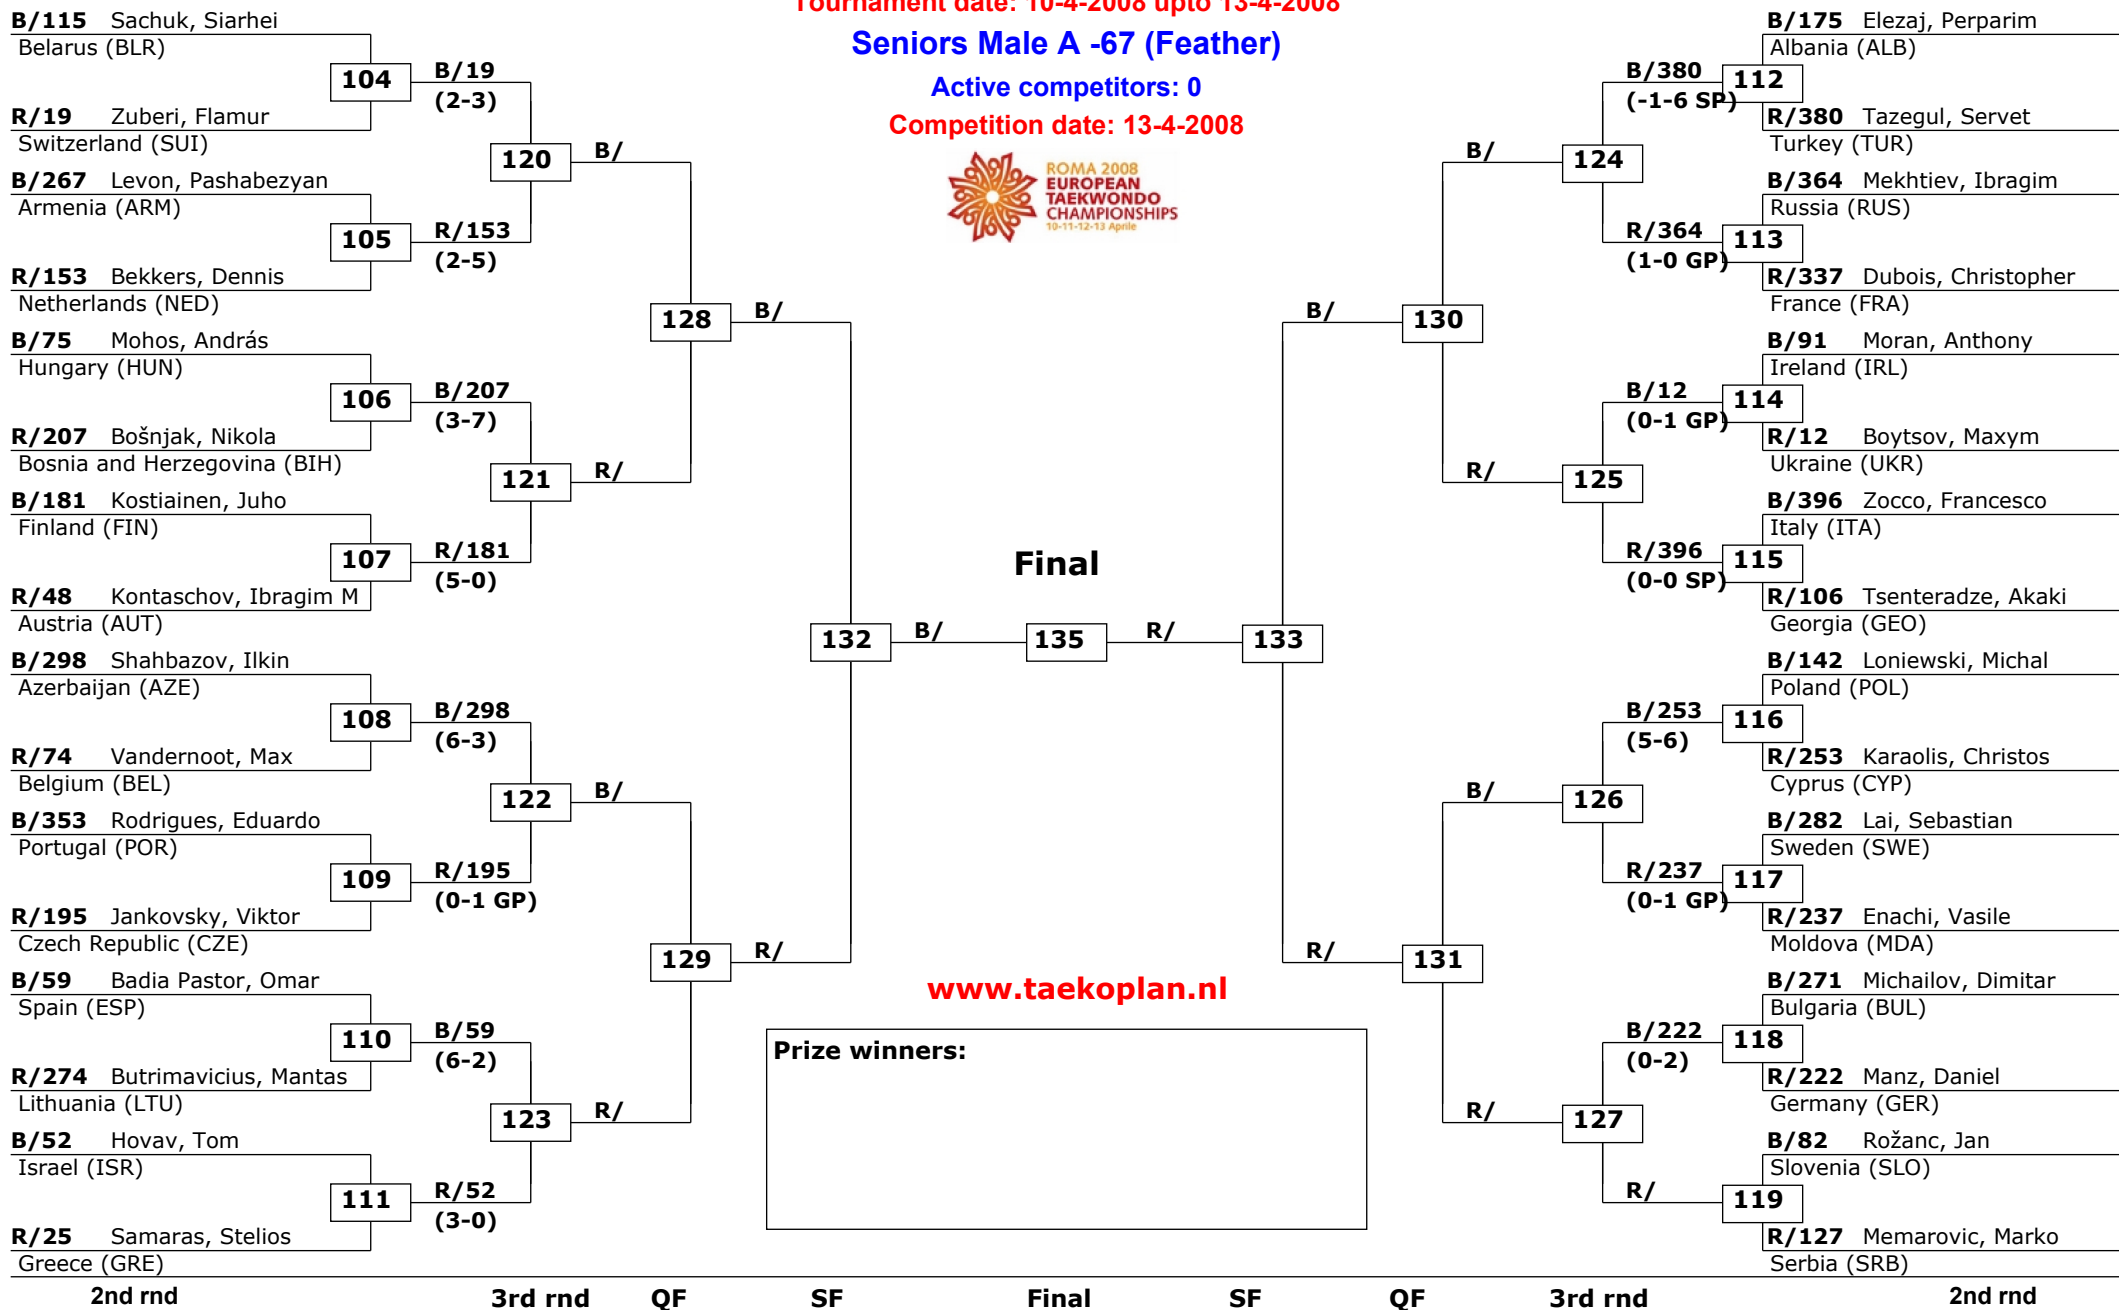 Tournament date: 10-4-2008 upto 13-4-2008
Seniors Male A -67 (Feather)
Active competitors: 0
Competition date: 13-4-2008
ROMA 2008
EUROPEAN
TAEKWONDO
CHAMPIONSHIPS
10-11-12-13 Aprile
B/115 Sachuk, Siarhei
Belarus (BLR)
104
B/19
(2-3)
R/19 Zuberi, Flamur
Switzerland (SUI)
120
B/
B/267 Levon, Pashabezyan
Armenia (ARM)
105
R/153
(2-5)
R/153 Bekkers, Dennis
Netherlands (NED)
128
B/
B/75 Mohos, András
Hungary (HUN)
106
B/207
(3-7)
R/207 Bošnjak, Nikola
Bosnia and Herzegovina (BIH)
121
R/
B/181 Kostiainen, Juho
Finland (FIN)
107
R/181
(5-0)
R/48 Kontaschov, Ibragim M
Austria (AUT)
132
B/
B/298 Shahbazov, Ilkin
Azerbaijan (AZE)
108
B/298
(6-3)
R/74 Vandernoot, Max
Belgium (BEL)
122
B/
B/353 Rodrigues, Eduardo
Portugal (POR)
109
R/195
(0-1 GP)
R/195 Jankovsky, Viktor
Czech Republic (CZE)
129
R/
B/59 Badia Pastor, Omar
Spain (ESP)
110
B/59
(6-2)
R/274 Butrimavicius, Mantas
Lithuania (LTU)
123
R/
B/52 Hovav, Tom
Israel (ISR)
111
R/52
(3-0)
R/25 Samaras, Stelios
Greece (GRE)
Final
135
R/
133
www.taekoplan.nl
Prize winners:
B/175 Elezaj, Perparim
Albania (ALB)
B/380
(-1-6 SP)
112
R/380 Tazegul, Servet
Turkey (TUR)
B/
124
B/364 Mekhtiev, Ibragim
Russia (RUS)
R/364
(1-0 GP)
113
R/337 Dubois, Christopher
France (FRA)
B/
130
B/91 Moran, Anthony
Ireland (IRL)
B/12
(0-1 GP)
114
R/12 Boytsov, Maxym
Ukraine (UKR)
R/
125
B/396 Zocco, Francesco
Italy (ITA)
R/396
(0-0 SP)
115
R/106 Tsenteradze, Akaki
Georgia (GEO)
B/142 Loniewski, Michal
Poland (POL)
B/253
(5-6)
116
R/253 Karaolis, Christos
Cyprus (CYP)
B/
126
B/282 Lai, Sebastian
Sweden (SWE)
R/237
(0-1 GP)
117
R/237 Enachi, Vasile
Moldova (MDA)
R/
131
B/271 Michailov, Dimitar
Bulgaria (BUL)
B/222
(0-2)
118
R/222 Manz, Daniel
Germany (GER)
R/
127
B/82 Rožanc, Jan
Slovenia (SLO)
R/
119
R/127 Memarovic, Marko
Serbia (SRB)
2nd rnd 3rd rnd QF SF Final SF QF 3rd rnd 2nd rnd